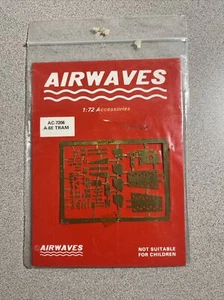 AIRWAVES
1:72 Accessories
AC-7206
A-6E TRAM
AIRWAVES
NOT SUITABLE
FOR CHILDREN